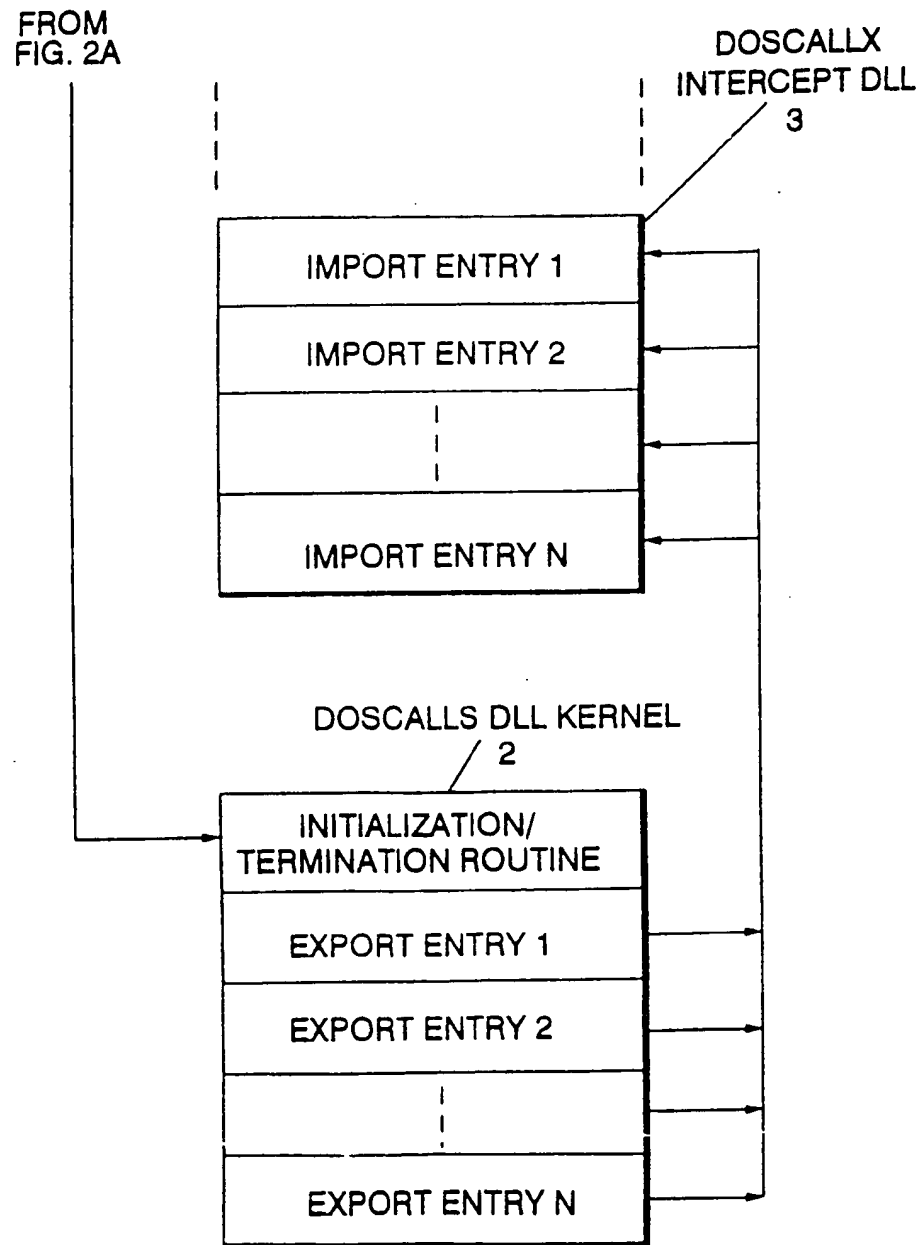 FROM
FIG. 2A
DOSCALLX
INTERCEPT DLL
3
IMPORT ENTRY 1
IMPORT ENTRY 2
IMPORT ENTRY N
DOSCALLS DLL KERNEL
2
INITIALIZATION/
TERMINATION ROUTINE
EXPORT ENTRY 1
EXPORT ENTRY 2
EXPORT ENTRY N